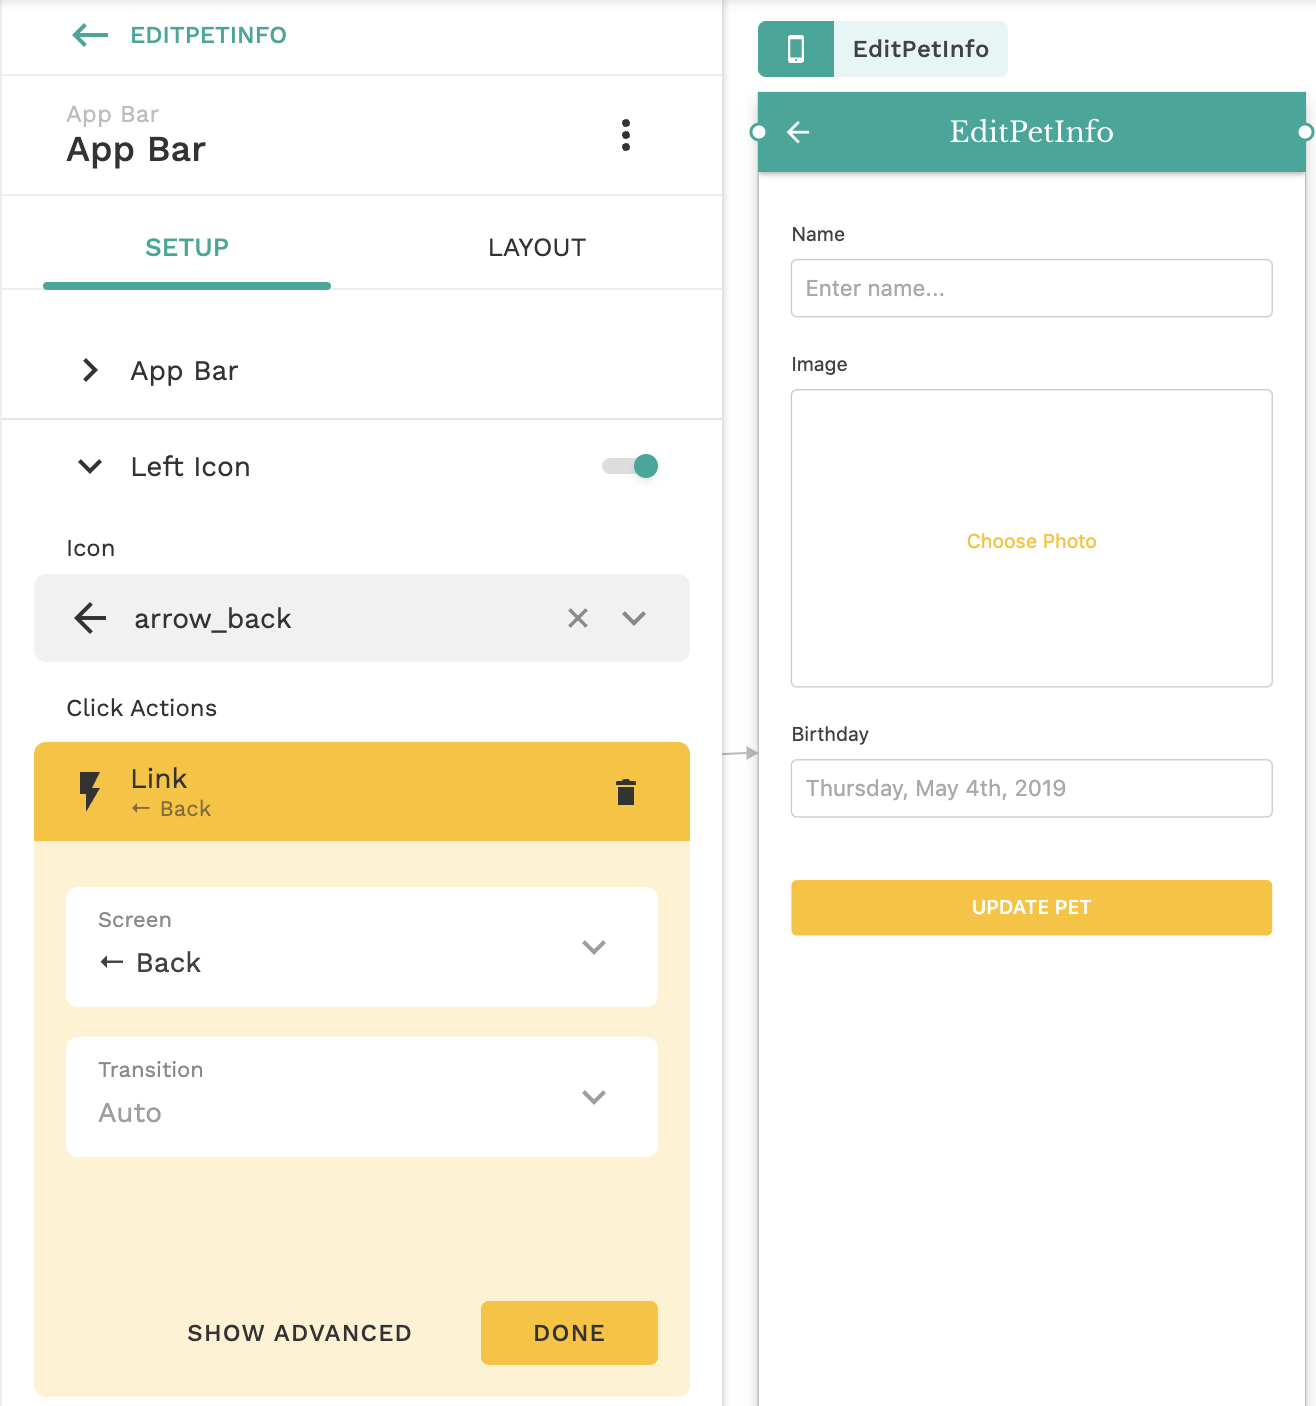 EDITPETINFO
App Bar
App Bar
SETUP
LAYOUT
App Bar
Left Icon
Icon
arrow_back
Click Actions
Link
← Back
Screen
← Back
Transition
Auto
SHOW ADVANCED
DONE
EditPetInfo
EditPetInfo
Name
Enter name...
Image
Choose Photo
Birthday
Thursday, May 4th, 2019
UPDATE PET